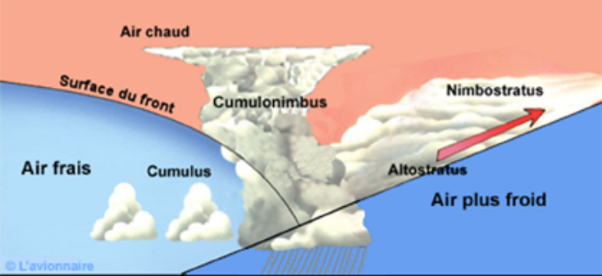 Air chaud
Surface du front
Cumulonimbus
Nimbostratus
Air frais
Cumulus
Altostratus
Air plus froid
© L'avionnaire